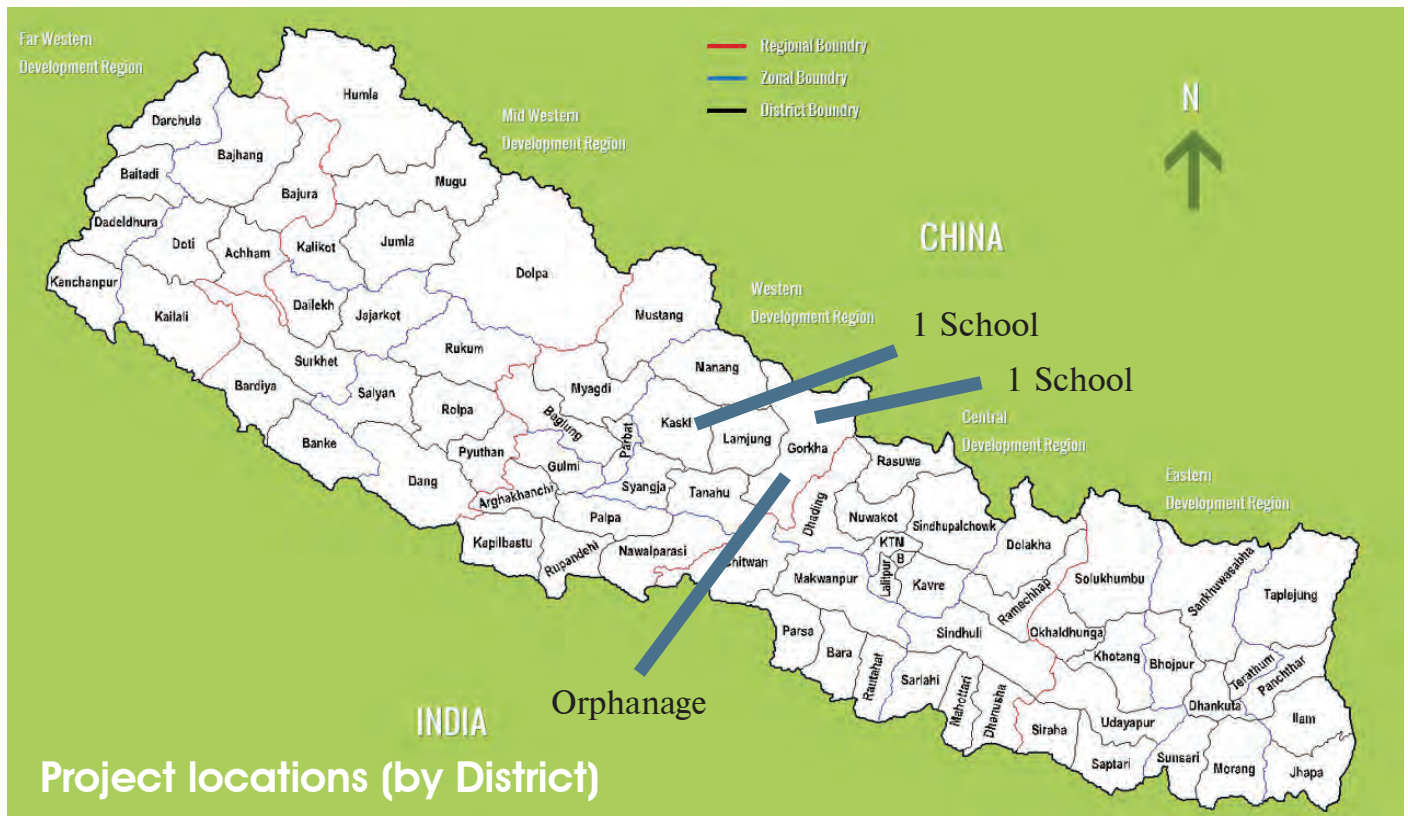 Far Western
Development Region
Regional Boundry
Zonal Boundry
District Boundry
N
Humla
Mid Western
Development Region
Darchula
Bajhang
Baitadi
Bajura
Mugu
Dadeldhura
Doti
Achham
Kalikot
Jumla
CHINA
Kanchanpur
Dolpa
Western
Development Region
Kailali
Dailekh
Jajarkot
Mustang
1 School
Rukum
Surkhet
Manang
1 School
Bardiya
Salyan
Myagdi
Rolpa
Baglung
Parbat
Kaski
Lamjung
Gorkha
Central
Development Region
Banke
Pyuthan
Gulmi
Rasuwa
Eastern
Development Region
Dang
Arghakhanchi
Syangja
Tanahu
Dhading
Nuwakot
Sindhupalchowk
Palpa
KTM
Dolakha
Kapilbastu
Rupandehi
Nawalparasi
Chitwan
Makwanpur
Lalitpur
B
Kavre
Ramechhap
Solukhumbu
Sankhuwasabha
Taplejung
Parsa
Bara
Rautahat
Sindhuli
Okhaldhunga
Khotang
Bhojpur
Terathum
Panchthar
Sarlahi
Mahottari
Dhanusha
Orphanage
Dhankuta
INDIA
Siraha
Udayapur
Ilam
Saptari
Sunsari
Morang
Jhapa
Project locations (by District)